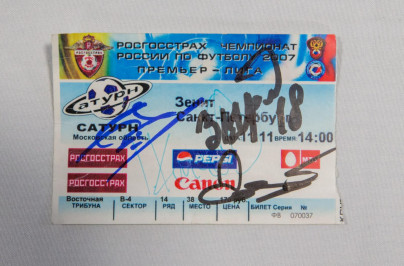 РОСГОССТРАХ ЧЕМПИОНАТ
РОССИИ ПО ФУТБОЛУ 2007
ПРЕМЬЕР - ЛИГА
САТУРН
Зенит
САТУРН Санкт-Петербург
Московская область 11 ВРЕМЯ 14:00
РОСГОССТРАХ PEPSI
РОСГОССТРАХ Canon
Восточная В-4 14 38 БИЛЕТ Серия №
ТРИБУНА СЕКТОР РЯД МЕСТО ЦЕНА ФВ 070037